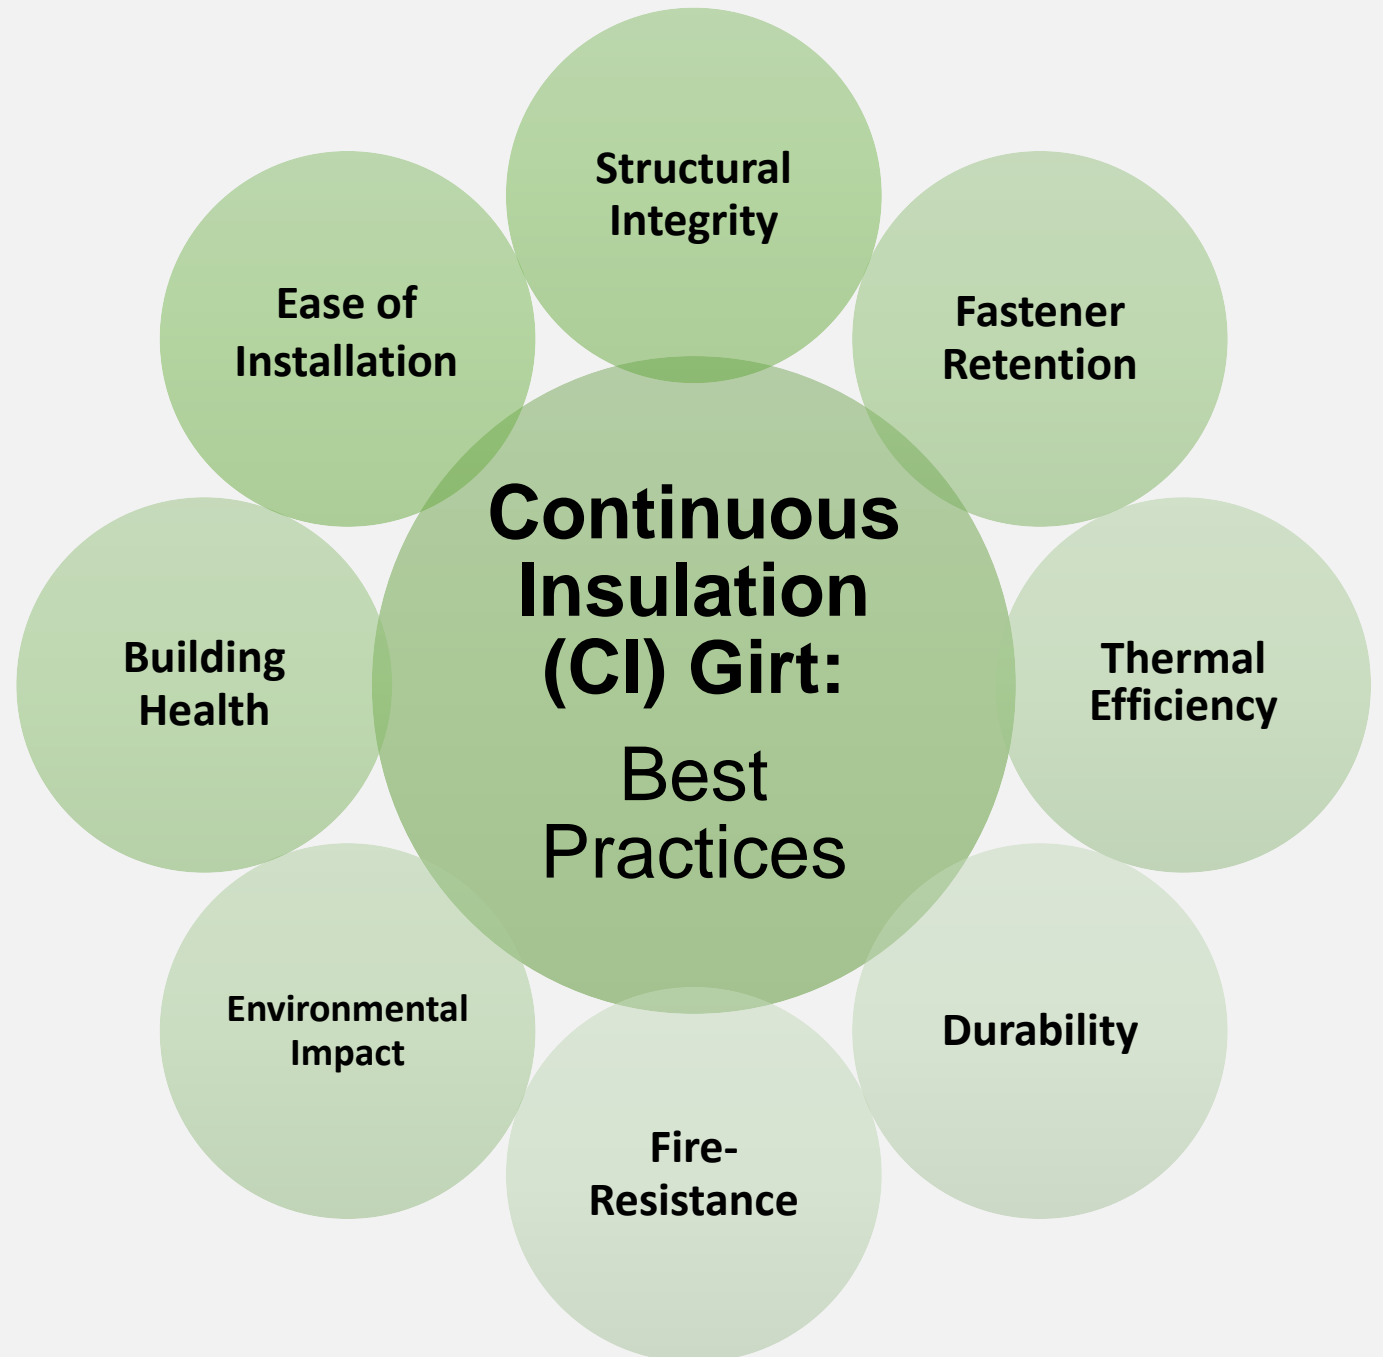 Continuous
Insulation
(CI) Girt:
Best
Practices
Structural
Integrity
Fastener
Retention
Thermal
Efficiency
Durability
Fire-
Resistance
Environmental
Impact
Building
Health
Ease of
Installation